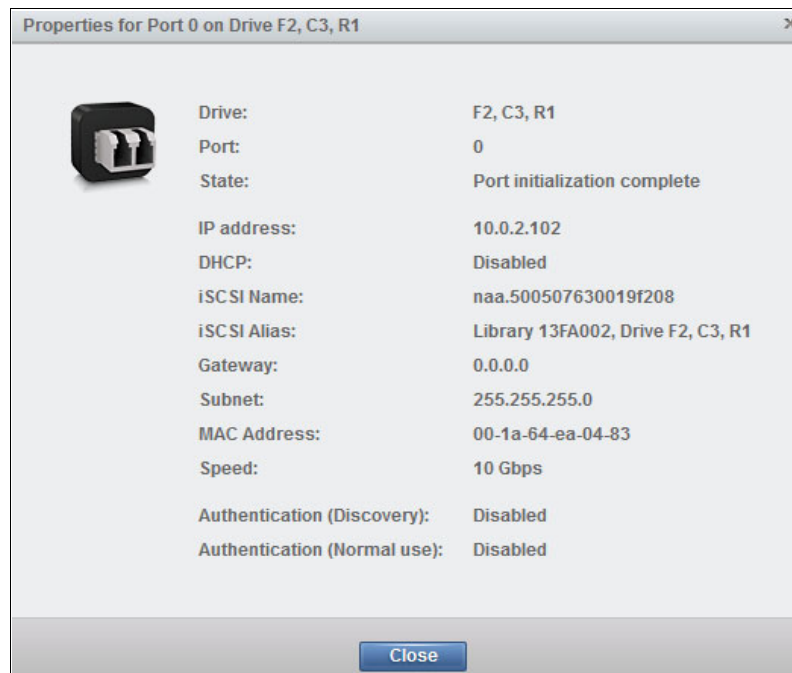 Properties for Port 0 on Drive F2, C3, R1 x
Drive: F2, C3, R1
Port: 0
State: Port initialization complete
IP address: 10.0.2.102
DHCP: Disabled
iSCSI Name: naa.500507630019f208
iSCSI Alias: Library 13FA002, Drive F2, C3, R1
Gateway: 0.0.0.0
Subnet: 255.255.255.0
MAC Address: 00-1a-64-ea-04-83
Speed: 10 Gbps
Authentication (Discovery): Disabled
Authentication (Normal use): Disabled
Close